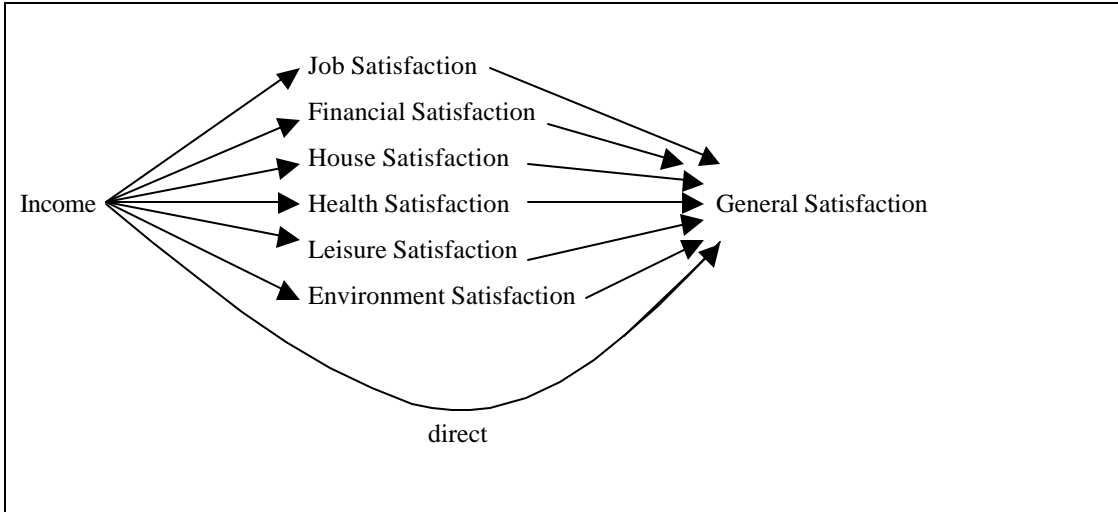 Job Satisfaction
Financial Satisfaction
House Satisfaction
Income
Health Satisfaction
General Satisfaction
Leisure Satisfaction
Environment Satisfaction
direct